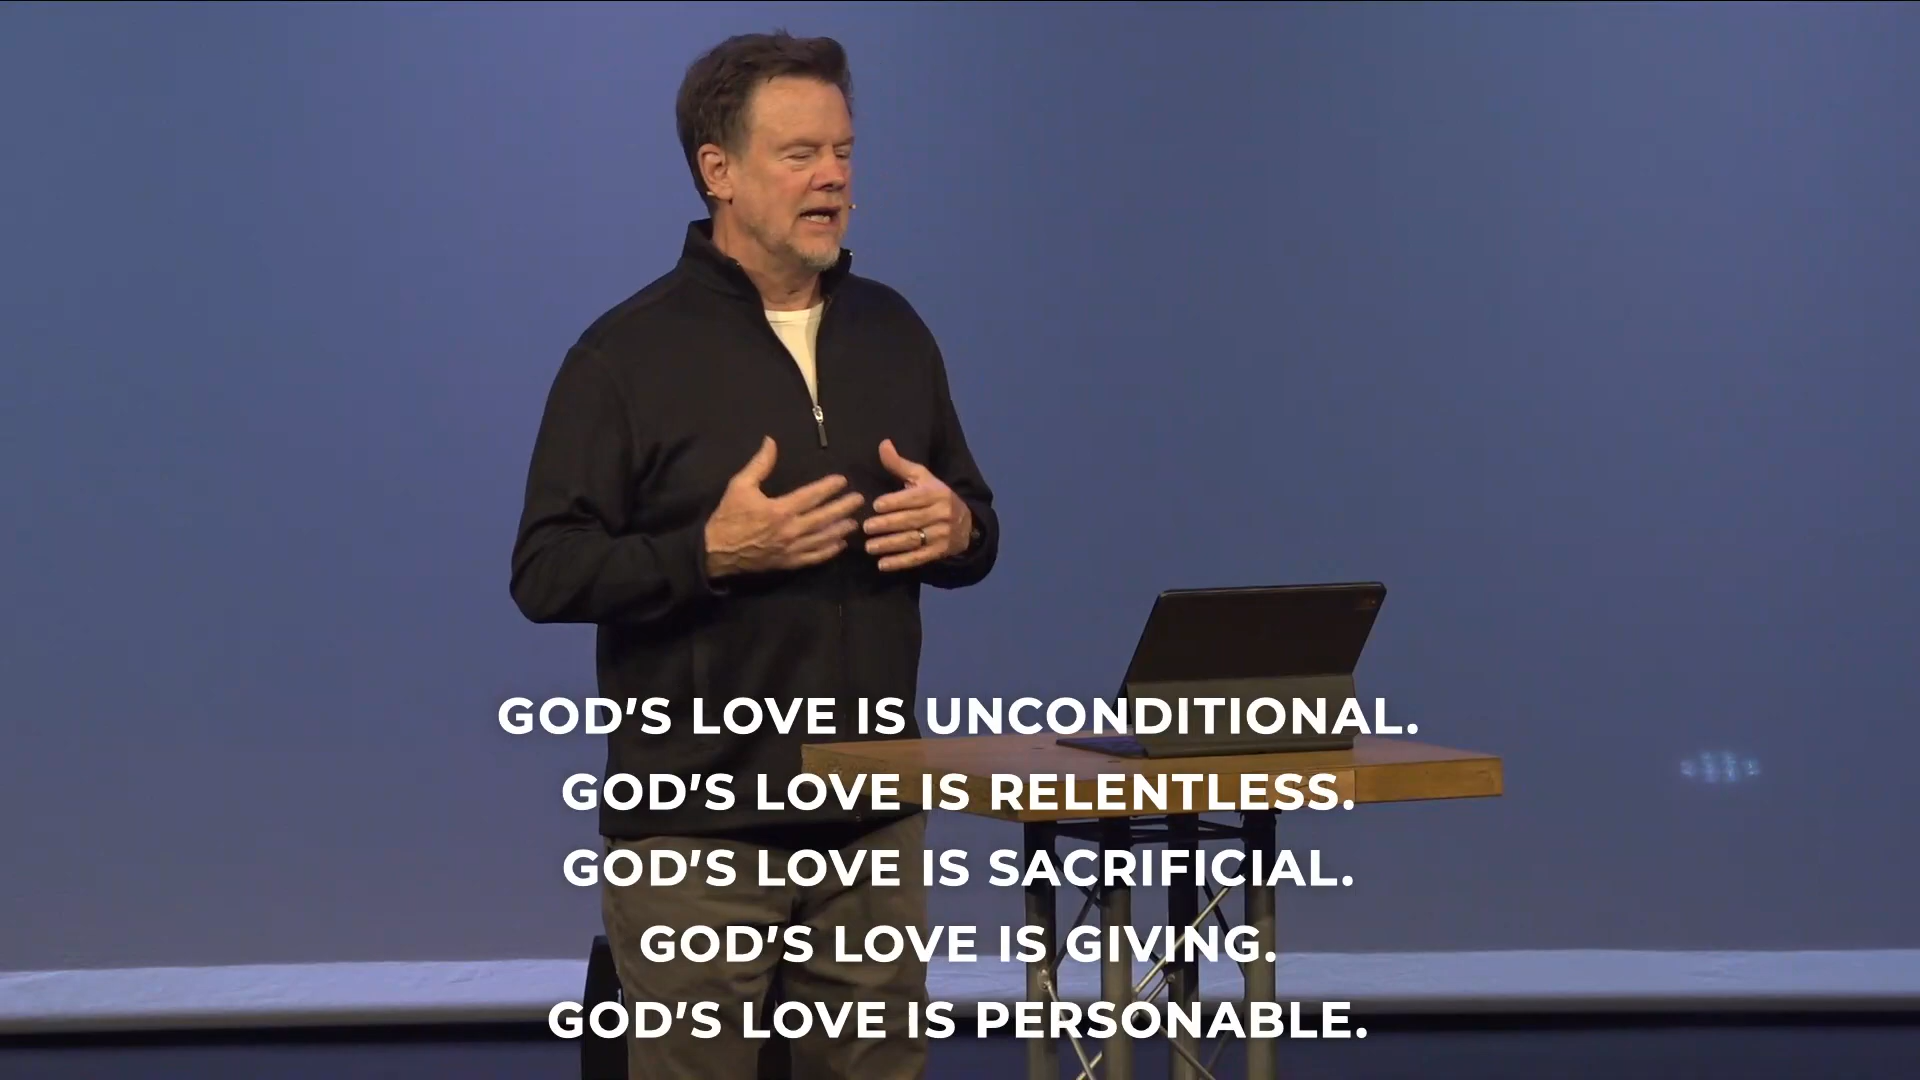 GOD'S LOVE IS UNCONDITIONAL.
GOD'S LOVE IS RELENTLESS.
GOD'S LOVE IS SACRIFICIAL.
GOD'S LOVE IS GIVING.
GOD'S LOVE IS PERSONABLE.